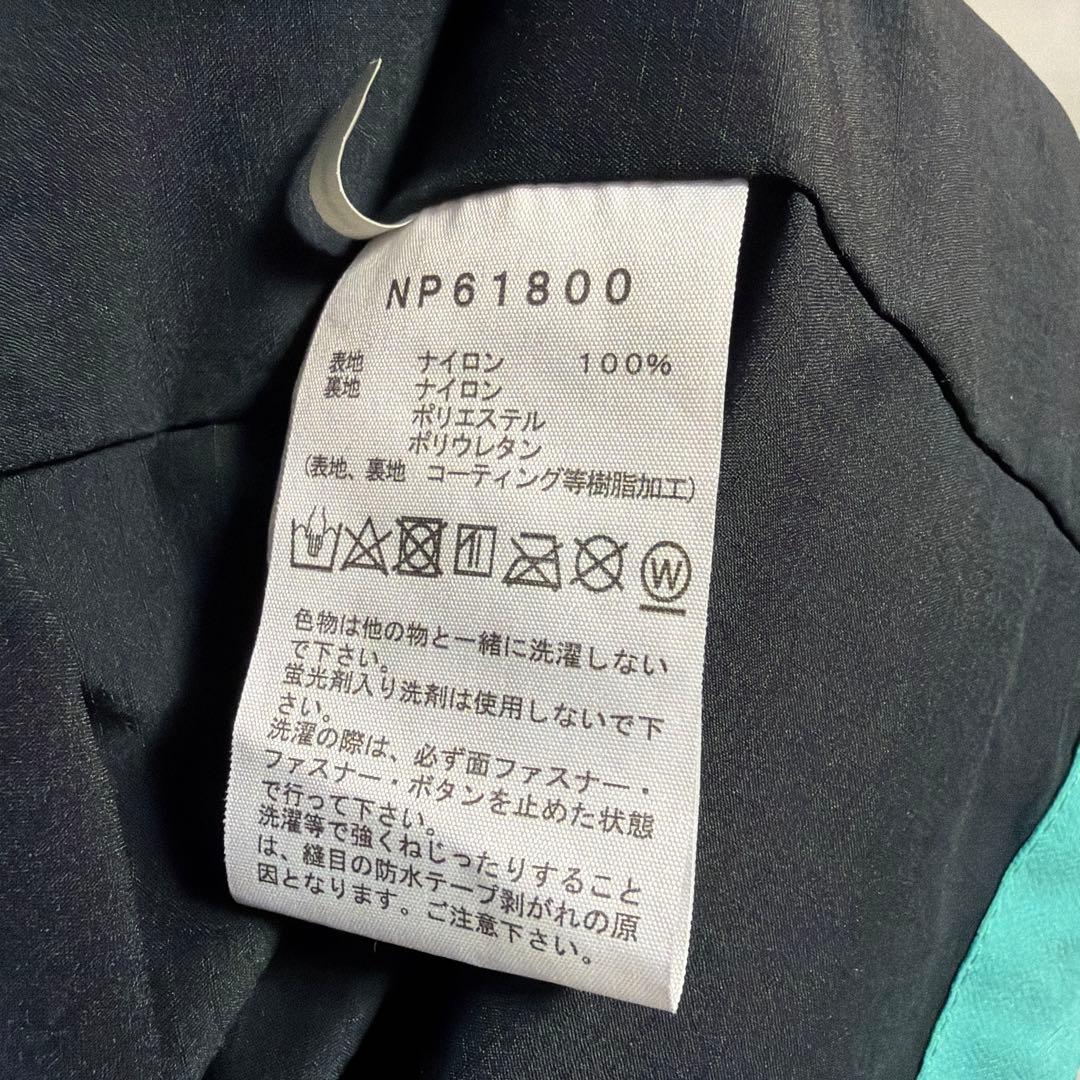 NP61800
表地 ナイロン 100%
裏地 ナイロン
ポリエステル
ポリウレタン
(表地、裏地 コーティング等樹脂加工)
W
色物は他の物と一緒に洗濯しない
で下さい。
蛍光剤入り洗剤は使用しないで下
さい。
洗濯の際は、必ず面ファスナー・
ファスナー・ボタンを止めた状態
で行って下さい。
洗濯等で強くねじったりすること
は、縫目の防水テープ剥がれの原
因となります。ご注意下さい。